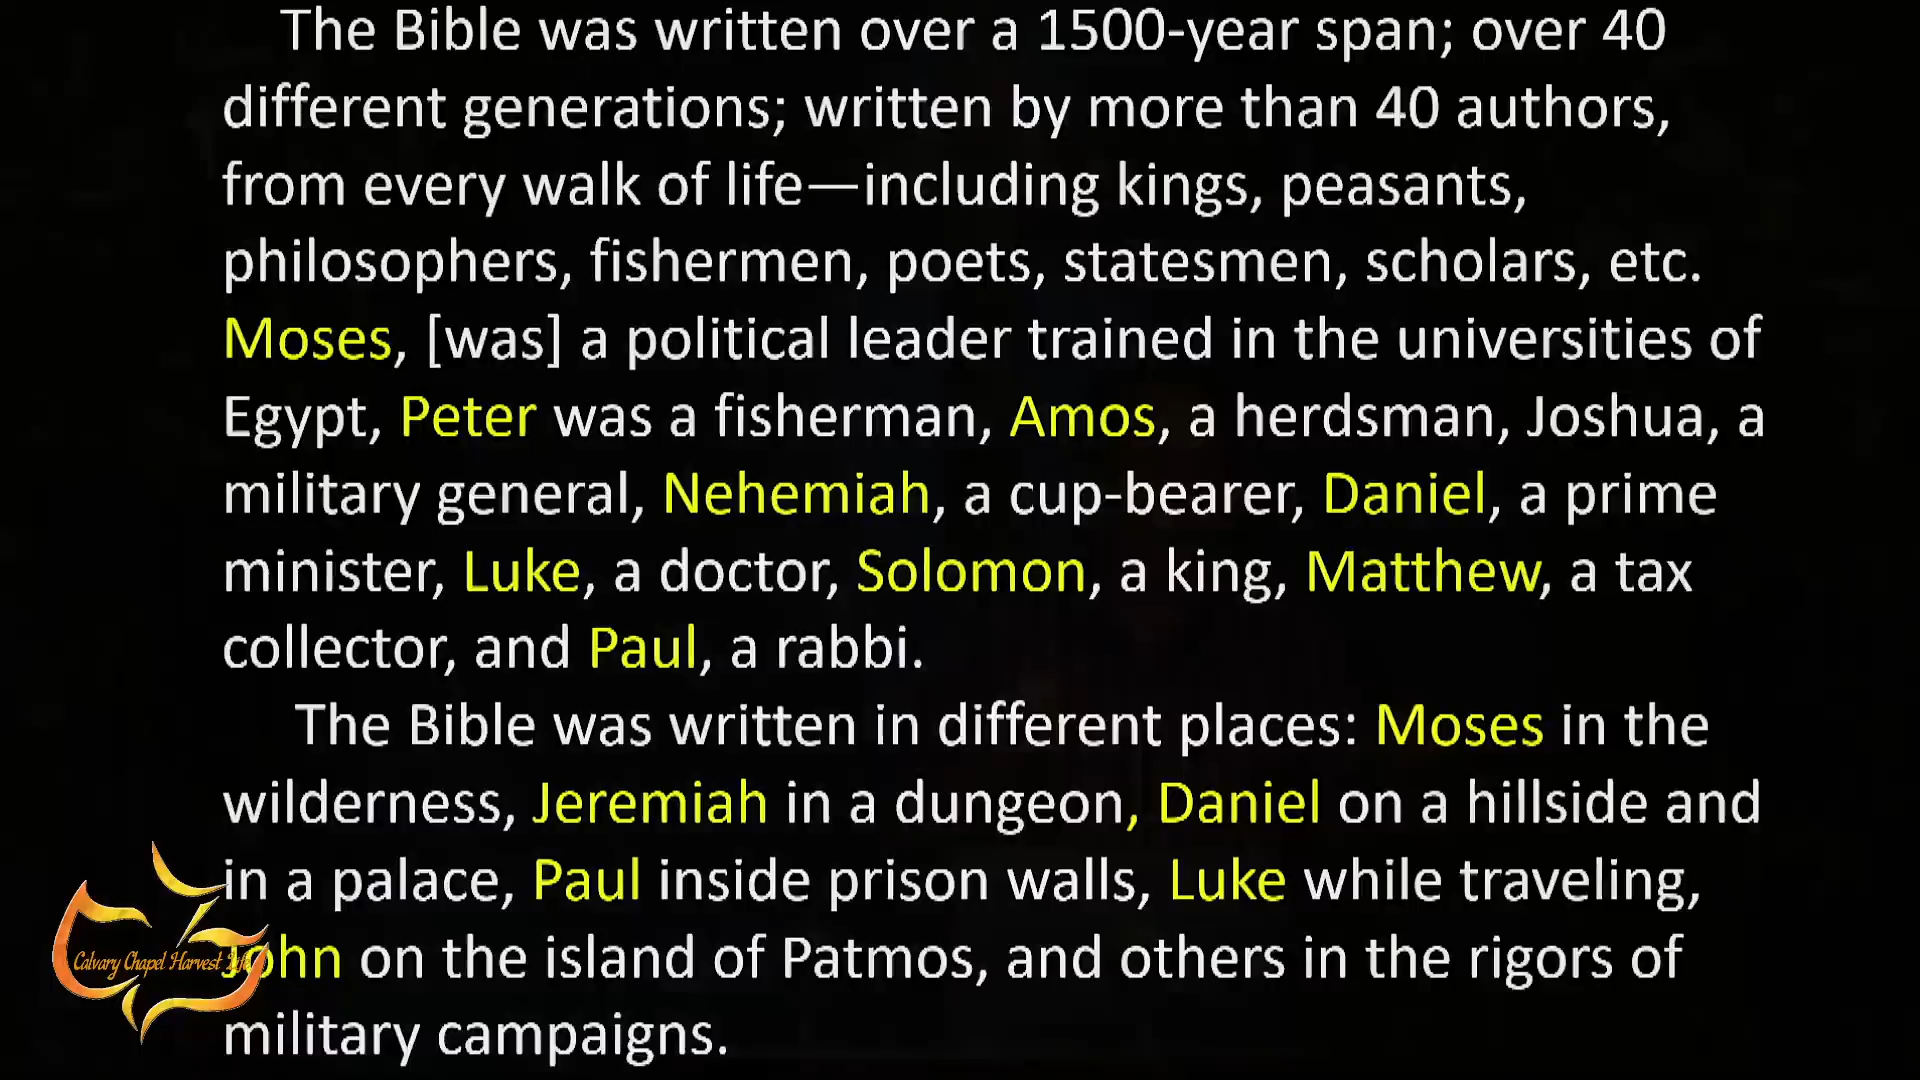 The Bible was written over a 1500-year span; over 40
different generations; written by more than 40 authors,
from every walk of life—including kings, peasants,
philosophers, fishermen, poets, statesmen, scholars, etc.
Moses, [was] a political leader trained in the universities of
Egypt, Peter was a fisherman, Amos, a herdsman, Joshua, a
military general, Nehemiah, a cup-bearer, Daniel, a prime
minister, Luke, a doctor, Solomon, a king, Matthew, a tax
collector, and Paul, a rabbi.
The Bible was written in different places: Moses in the
wilderness, Jeremiah in a dungeon, Daniel on a hillside and
in a palace, Paul inside prison walls, Luke while traveling,
John on the island of Patmos, and others in the rigors of
military campaigns.
Calvary Chapel Harvest Life